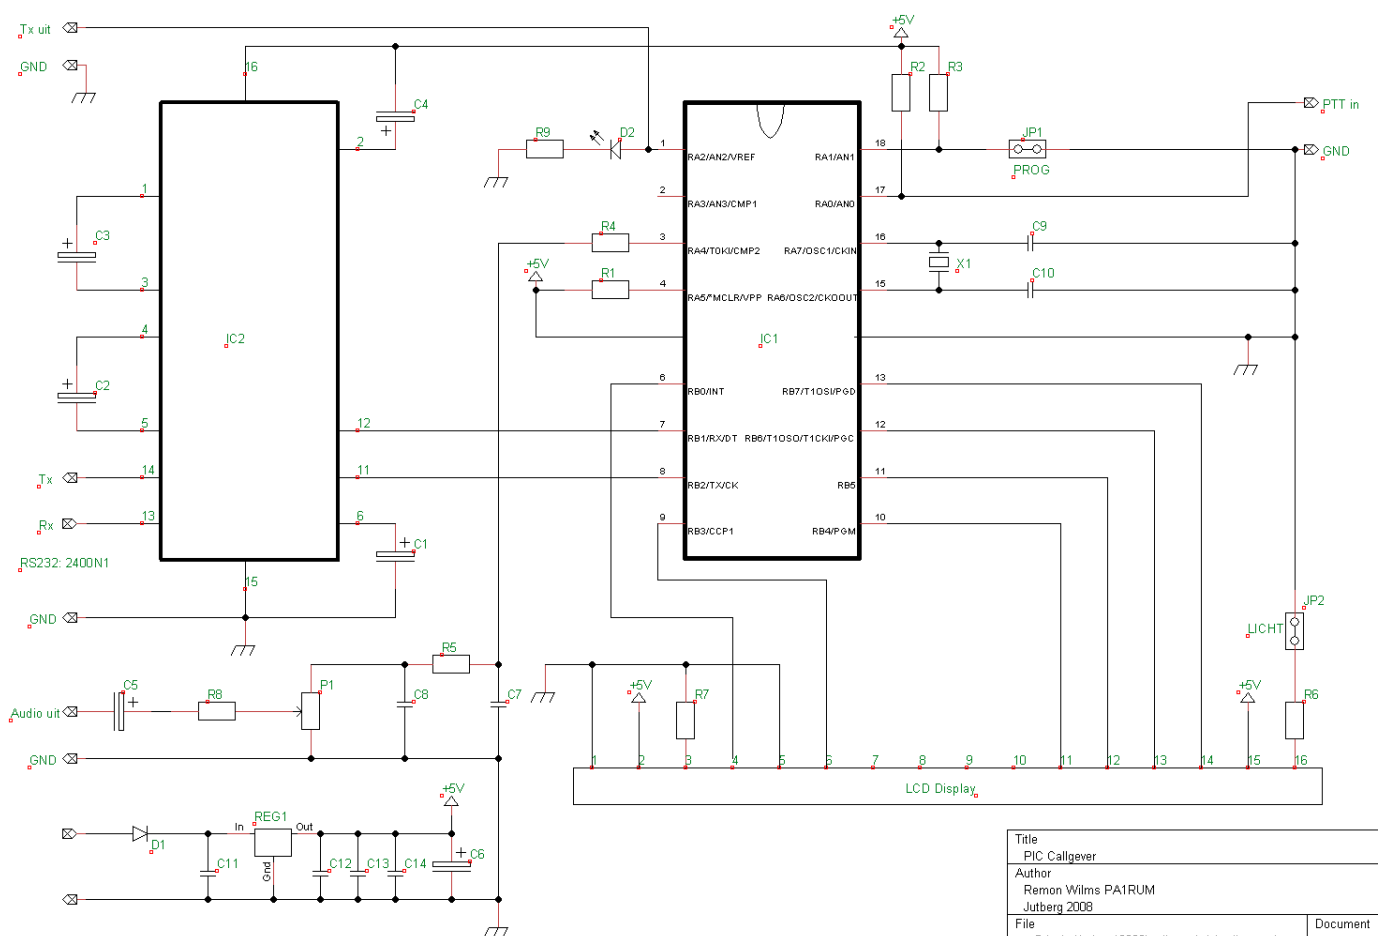 Tx uit
GND
16
C4
2
1
C3
3
4
C2
5
IC2
12
11
14
Tx
13
Rx
6
C1
RS232: 2400N1
15
GND
+5V
R2
R3
PTT in
R9
D2
1
RA2/AN2/VREF
RA1/AN1
18
JP1
PROG
GND
2
RA3/AN3/CMP1
RA0/AN0
17
R4
3
RA4/T0KI/CMP2
RA7/OSC1/CKIN
16
C9
X1
+5V
R1
4
RA5/*MCLR/VPP
RA6/OSC2/CKOOUT
15
C10
IC1
6
RB0/INT
RB7/T1OSI/PGD
13
7
RB1/RX/DT
RB6/T1OSO/T1CKI/PGC
12
8
RB2/TX/CK
RB5
11
9
RB3/CCP1
RB4/PGM
10
JP2
LICHT
R5
C5
R8
P1
C8
C7
Audio uit
GND
+5V
R7
+5V
R6
1
2
3
4
5
6
7
8
9
10
11
12
13
14
15
16
LCD Display
+5V
D1
REG1
In
Out
Gnd
C11
C12
C13
C14
C6
Title
PIC Callgever
Author
Remon Wilms PA1RUM
Jutberg 2008
File
Document